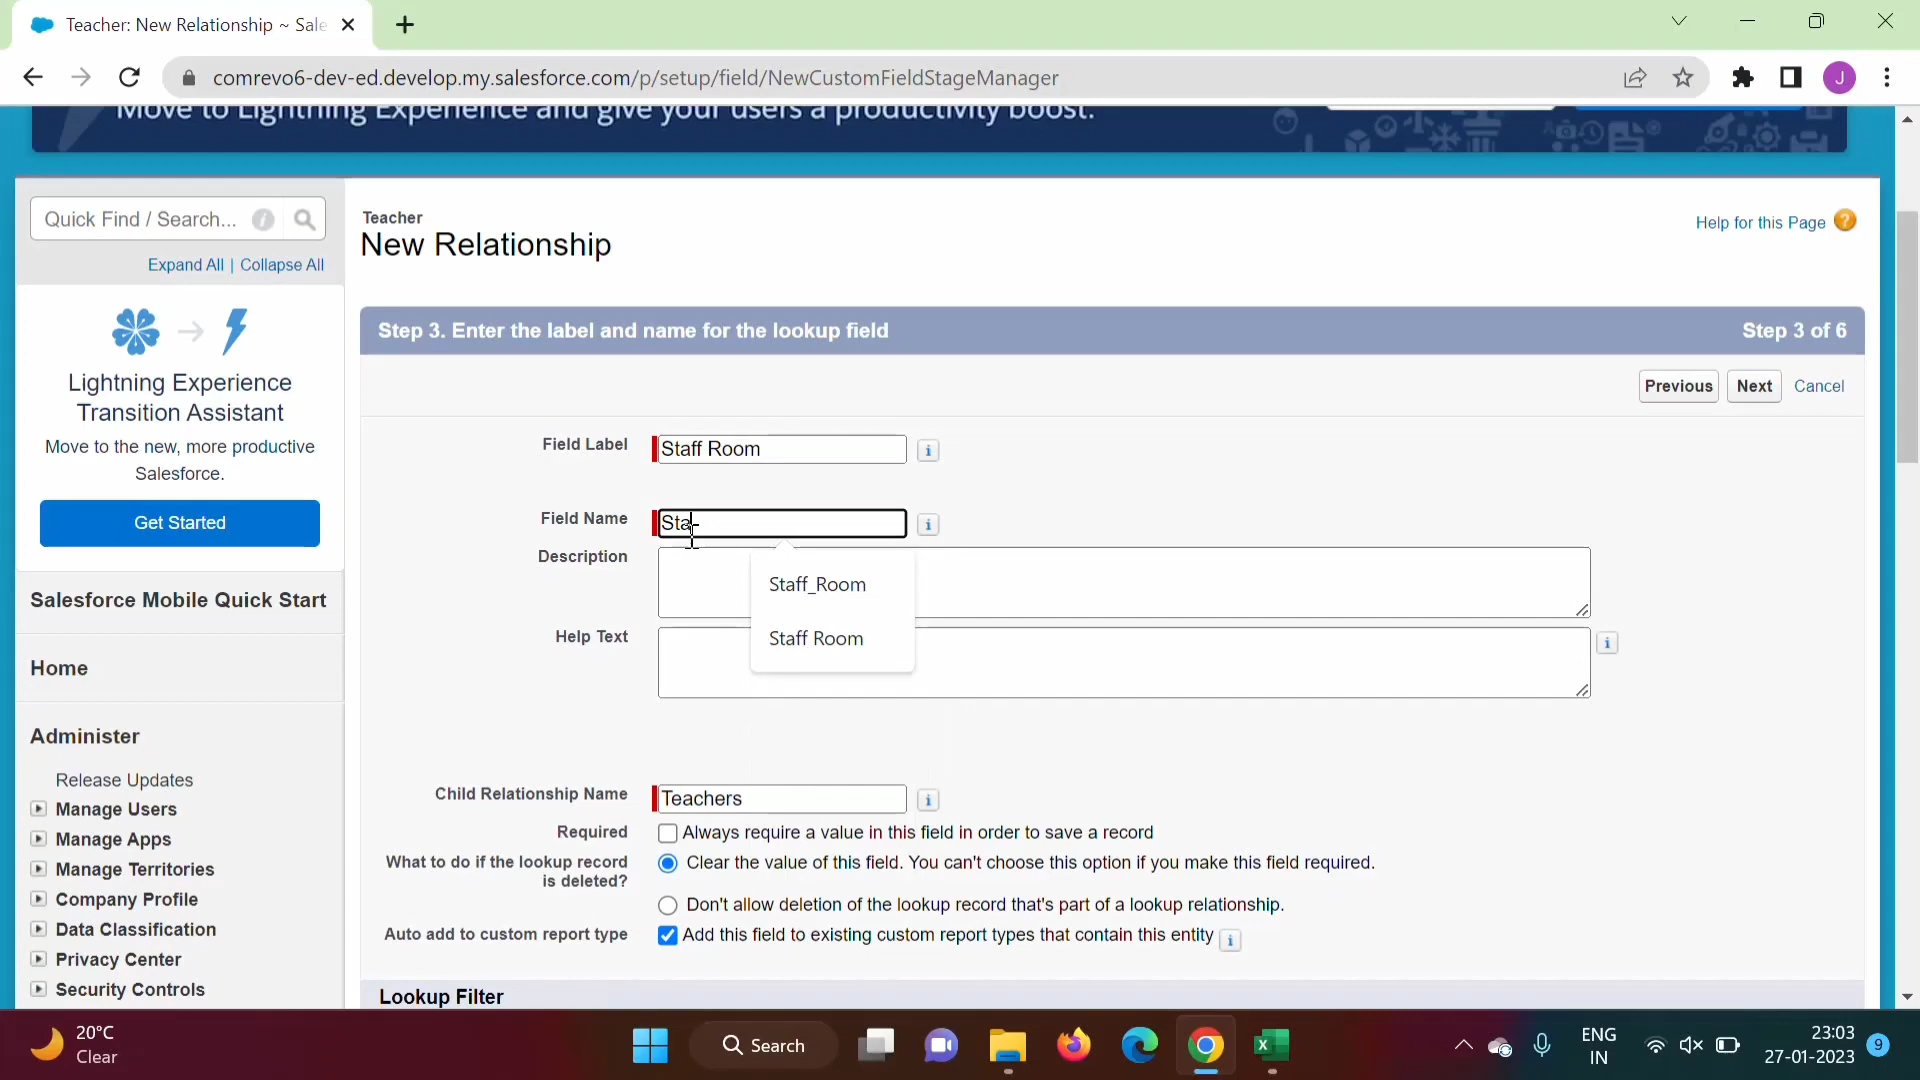 Teacher: New Relationship ~ Sale
comrevo6-dev-ed.develop.my.salesforce.com/p/setup/field/NewCustomFieldStageManager
J
Move to Lightning Experience and give your users a productivity boost.
Quick Find / Search...
Expand All | Collapse All
Lightning Experience
Transition Assistant
Move to the new, more productive
Salesforce.
Get Started
Salesforce Mobile Quick Start
Home
Administer
Release Updates
Manage Users
Manage Apps
Manage Territories
Company Profile
Data Classification
Privacy Center
Security Controls
Teacher
New Relationship
Help for this Page
Step 3. Enter the label and name for the lookup field
Step 3 of 6
Previous
Next
Cancel
Field Label
Staff Room
Field Name
Sta
Staff_Room
Staff Room
Description
Help Text
Child Relationship Name
Teachers
Required
Always require a value in this field in order to save a record
What to do if the lookup record
is deleted?
Clear the value of this field. You can't choose this option if you make this field required.
Don't allow deletion of the lookup record that's part of a lookup relationship.
Auto add to custom report type
Add this field to existing custom report types that contain this entity
Lookup Filter
20°C
Clear
Search
ENG
IN
23:03
27-01-2023
9